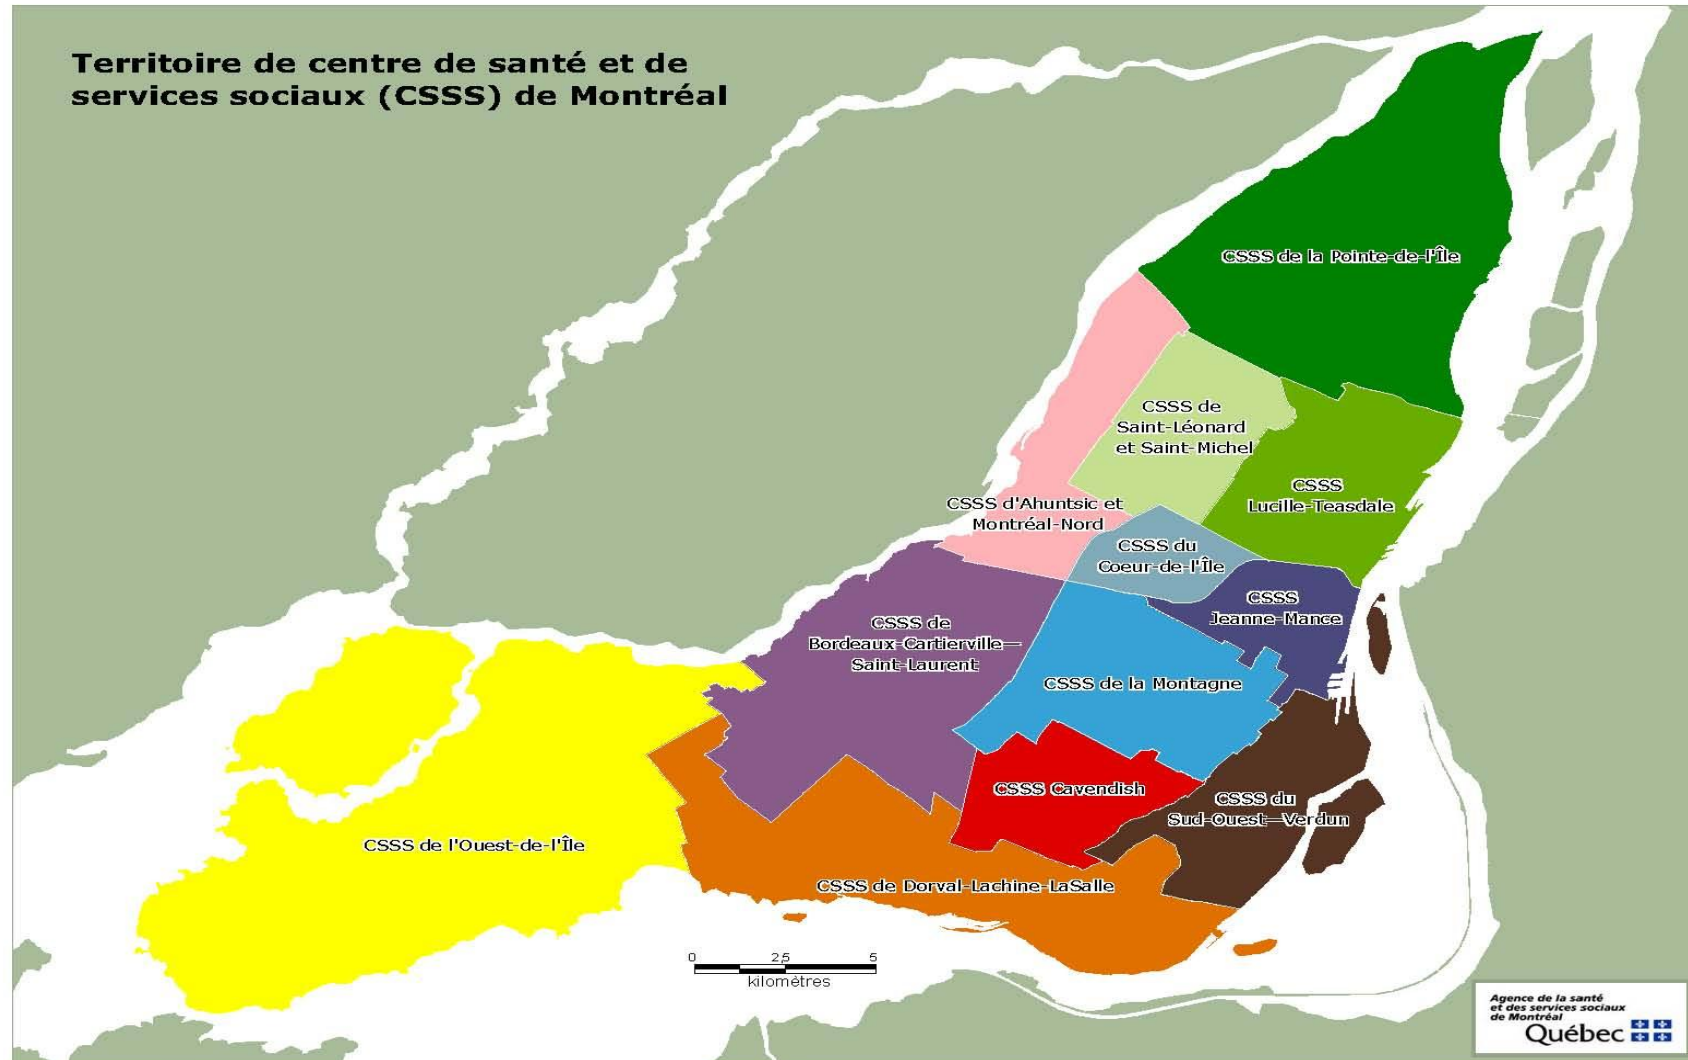 Territoire de centre de santé et de
services sociaux (CSSS) de Montréal
CSSS de la Pointe-de-l'Île
CSSS de
Saint-Léonard
et Saint-Michel
CSSS
Lucille-Teasdale
CSSS d'Ahuntsic et
Montréal-Nord
CSSS du
Coeur-de-l'Île
CSSS
Jeanne-Mance
CSSS de
Bordeaux-Cartierville—
Saint-Laurent
CSSS de la Montagne
CSSS Cavendish
CSSS du
Sud-Ouest—Verdun
CSSS de l'Ouest-de-l'Île
CSSS de Dorval-Lachine-LaSalle
0 2,5 5
kilomètres
Agence de la santé
et des services sociaux
de Montréal
Québec